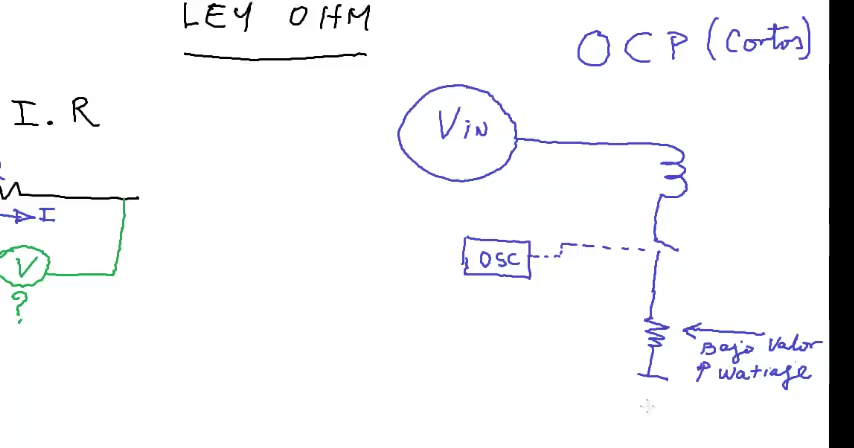 LEY OHM
OCP (Cortos)
I.R
VIN
I
OSC
V
?
Bajo Valor
↑ Watiage